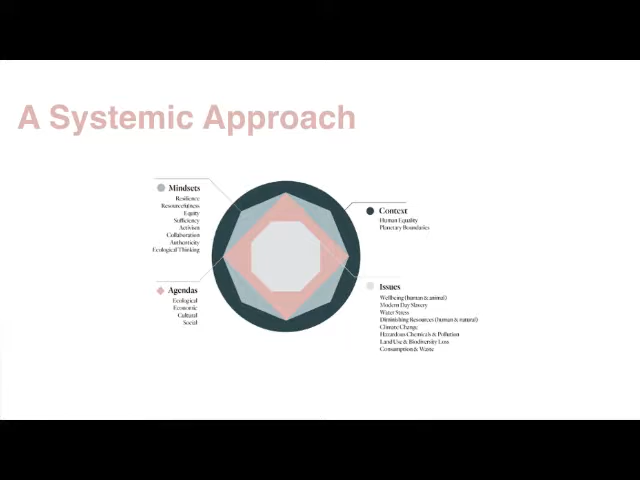 A Systemic Approach
Mindsets
Resilience
Resourcefulness
Equity
Sufficiency
Activism
Collaboration
Authenticity
Ecological Thinking
Agendas
Ecological
Economic
Cultural
Social
Context
Human Equality
Planetary Boundaries
Issues
Wellbeing (human & animal)
Modern Day Slavery
Water Stress
Diminishing Resources (human & natural)
Climate Change
Hazardous Chemicals & Pollution
Land Use & Biodiversity Loss
Consumption & Waste